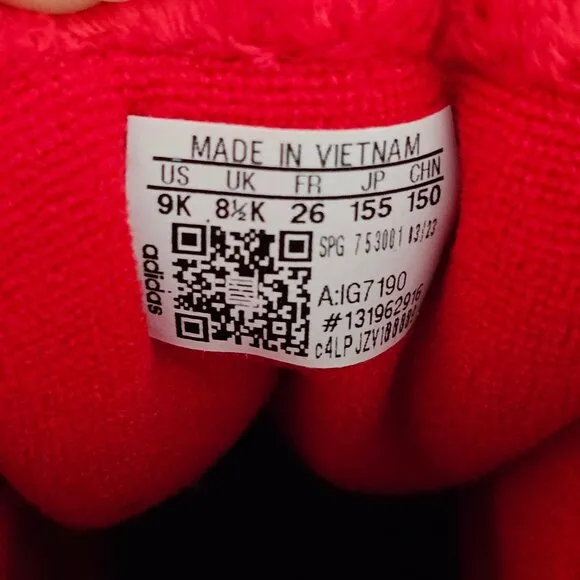 MADE IN VIETNAM
US UK FR JP CHN
9K 8½K 26 155 150
SPG 753001 03/23
adidas
A:IG7190
#131962916